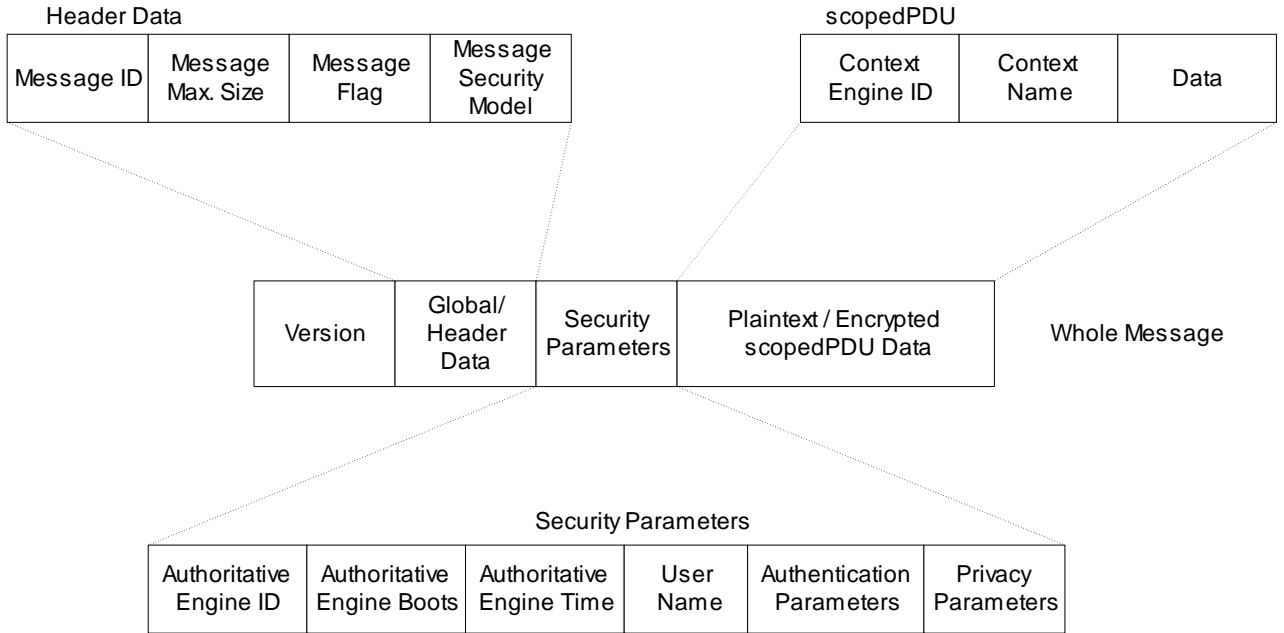 Header Data
scopedPDU
Message ID
Message
Max. Size
Message
Flag
Message
Security
Model
Context
Engine ID
Context
Name
Data
Version
Global/
Header
Data
Security
Parameters
Plaintext / Encrypted
scopedPDU Data
Whole Message
Security Parameters
Authoritative
Engine ID
Authoritative
Engine Boots
Authoritative
Engine Time
User
Name
Authentication
Parameters
Privacy
Parameters